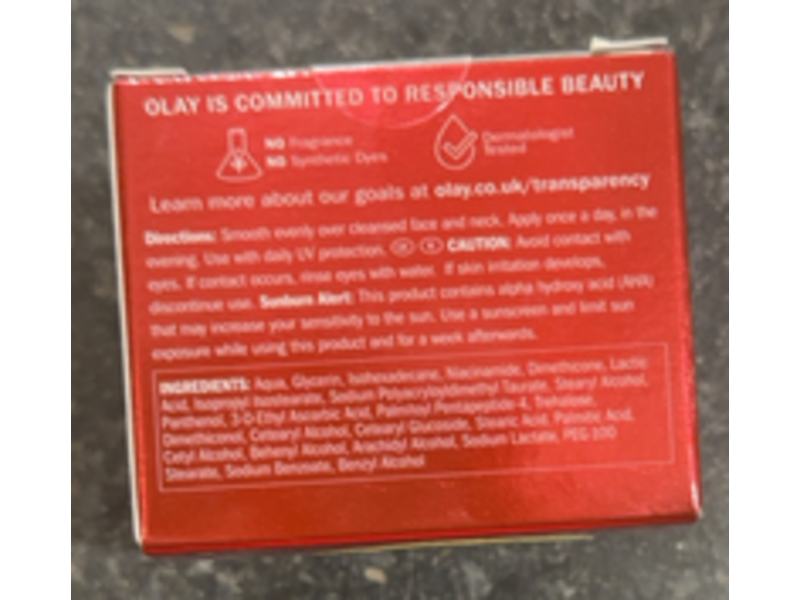 OLAY IS COMMITTED TO RESPONSIBLE BEAUTY
NO Fragrance
NO Synthetic Dyes
Dermatologist
Tested
Learn more about our goals at olay.co.uk/transparency
Directions: Smooth evenly over cleansed face and neck. Apply once a day, in the
evening. Use with daily UV protection. CAUTION: Avoid contact with
eyes. If contact occurs, rinse eyes with water. If skin irritation develops,
discontinue use. Sunburn Alert: This product contains alpha hydroxy acid (AHA)
that may increase your sensitivity to the sun. Use a sunscreen and limit sun
exposure while using this product and for a week afterwards.
INGREDIENTS: Aqua, Glycerin, Isohexadecane, Niacinamide, Dimethicone, Lactic
Acid, Isopropyl Isostearate, Sodium Polyacryloyldimethyl Taurate, Stearyl Alcohol,
Panthenol, 3-O-Ethyl Ascorbic Acid, Palmitoyl Pentapeptide-4, Trehalose,
Dimethiconol, Cetearyl Alcohol, Cetearyl Glucoside, Stearic Acid, Palmitic Acid,
Cetyl Alcohol, Behenyl Alcohol, Arachidyl Alcohol, Sodium Lactate, PEG-100
Stearate, Sodium Benzoate, Benzyl Alcohol